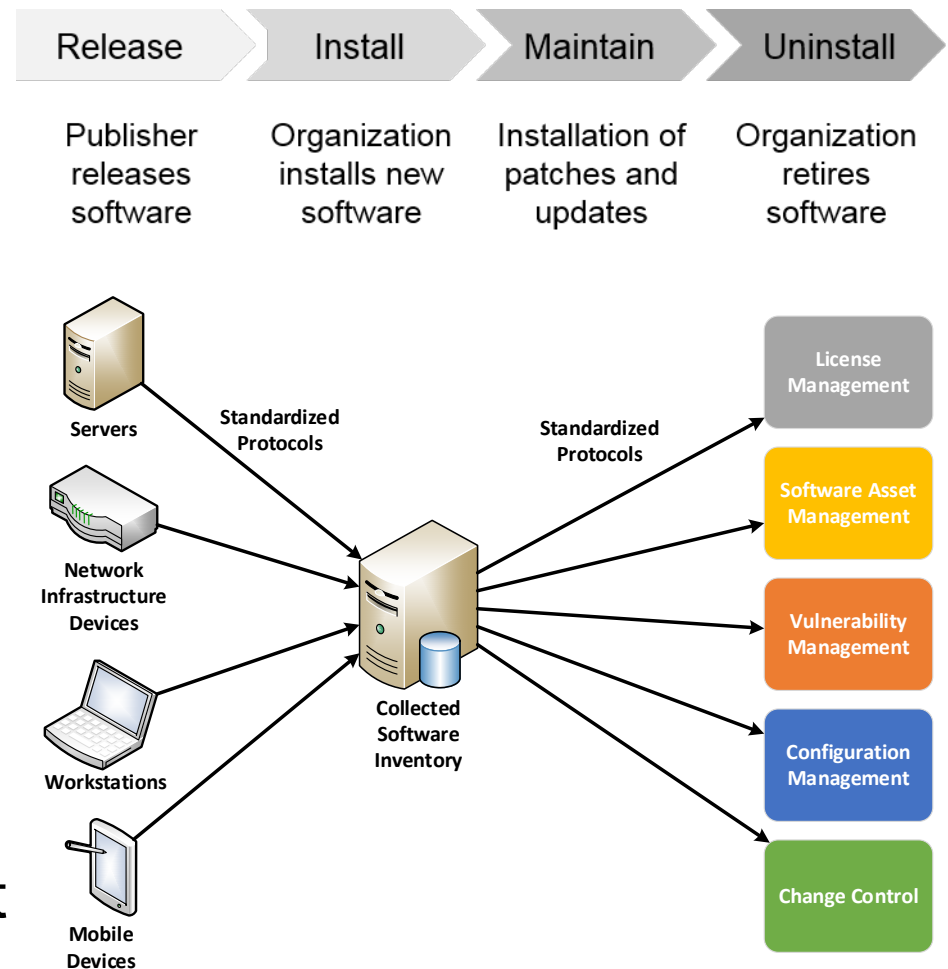 Release
Install
Maintain
Uninstall
Publisher
releases
software
Organization
installs new
software
Installation of
patches and
updates
Organization
retires
software
Servers
Standardized
Protocols
Network
Infrastructure
Devices
Workstations
Mobile
Devices
Collected
Software
Inventory
Standardized
Protocols
License
Management
Software Asset
Management
Vulnerability
Management
Configuration
Management
Change Control
t